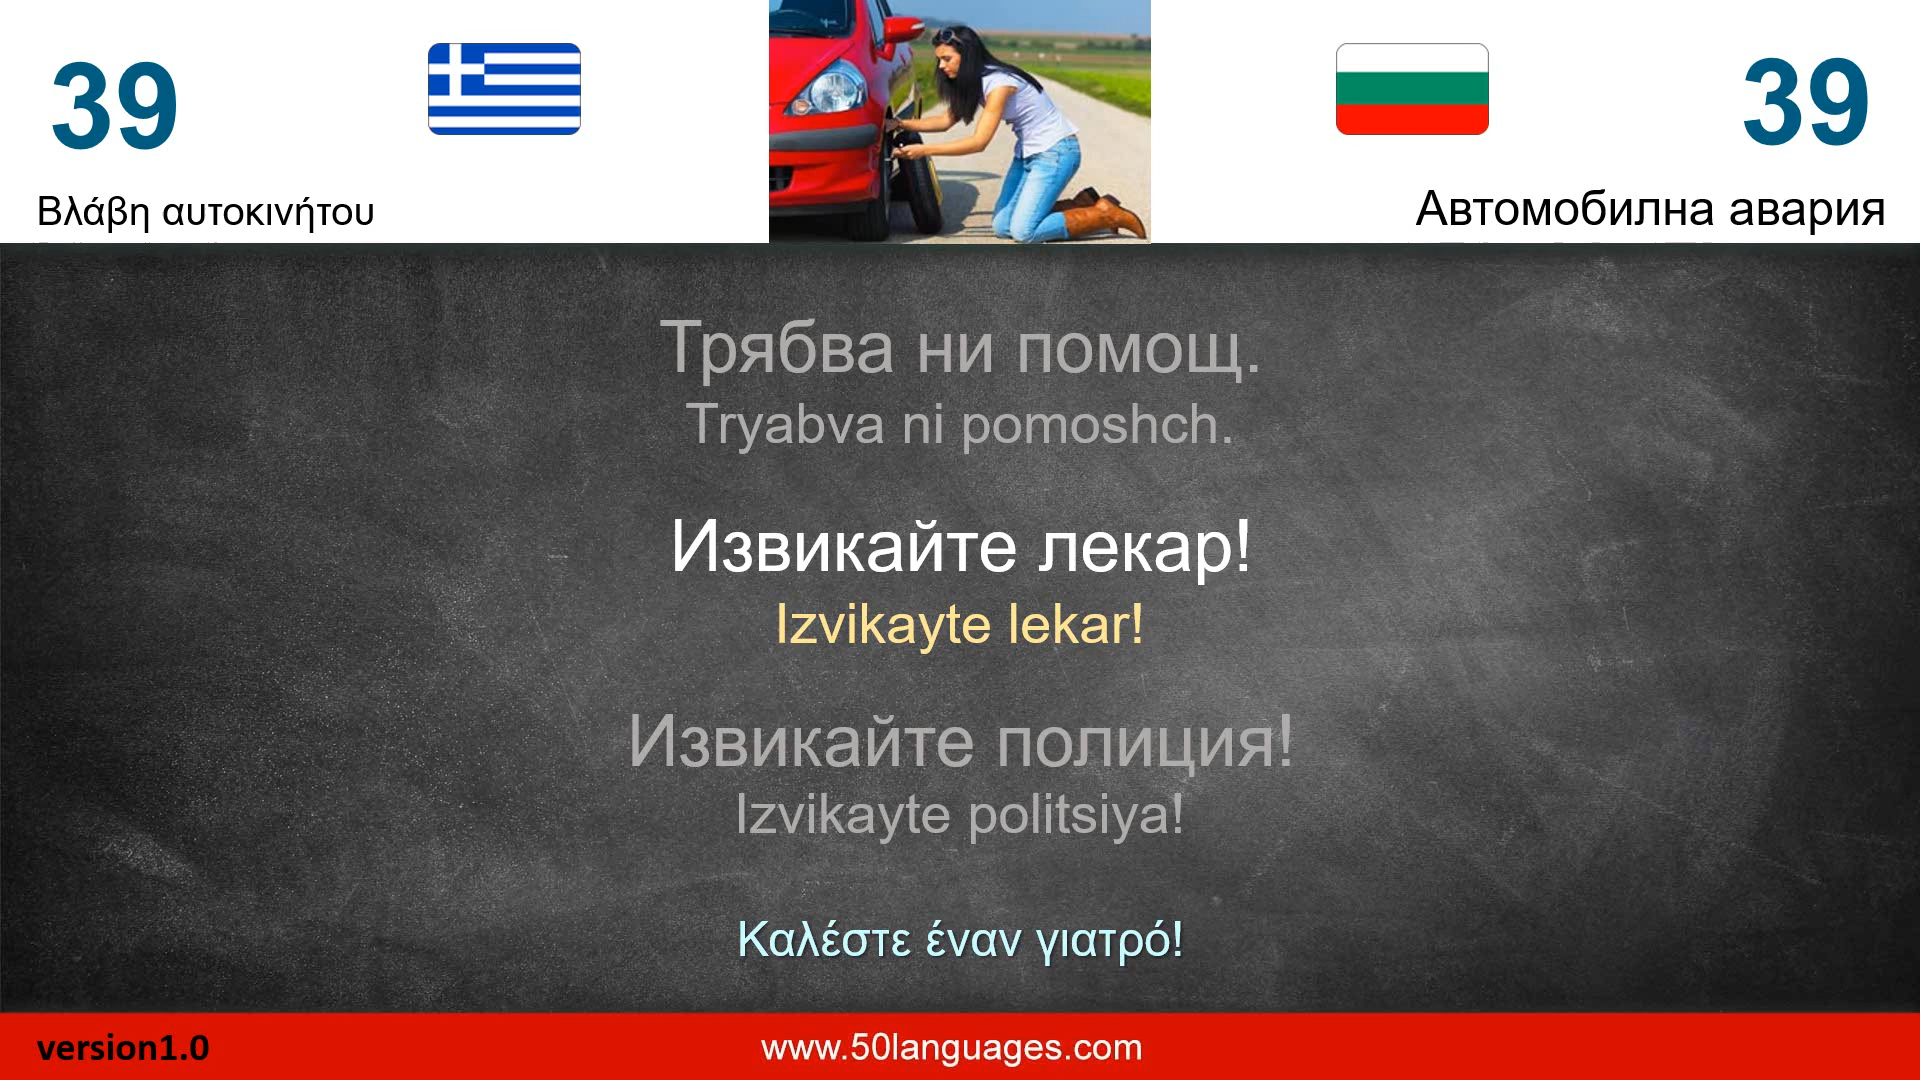 39
39
Βλάβη αυτοκινήτου
Автомобилна авария
Трябва ни помощ.
Tryabva ni pomoshch.
Извикайте лекар!
Izvikayte lekar!
Извикайте полиция!
Izvikayte politsiya!
Καλέστε έναν γιατρό!
version1.0
www.50languages.com